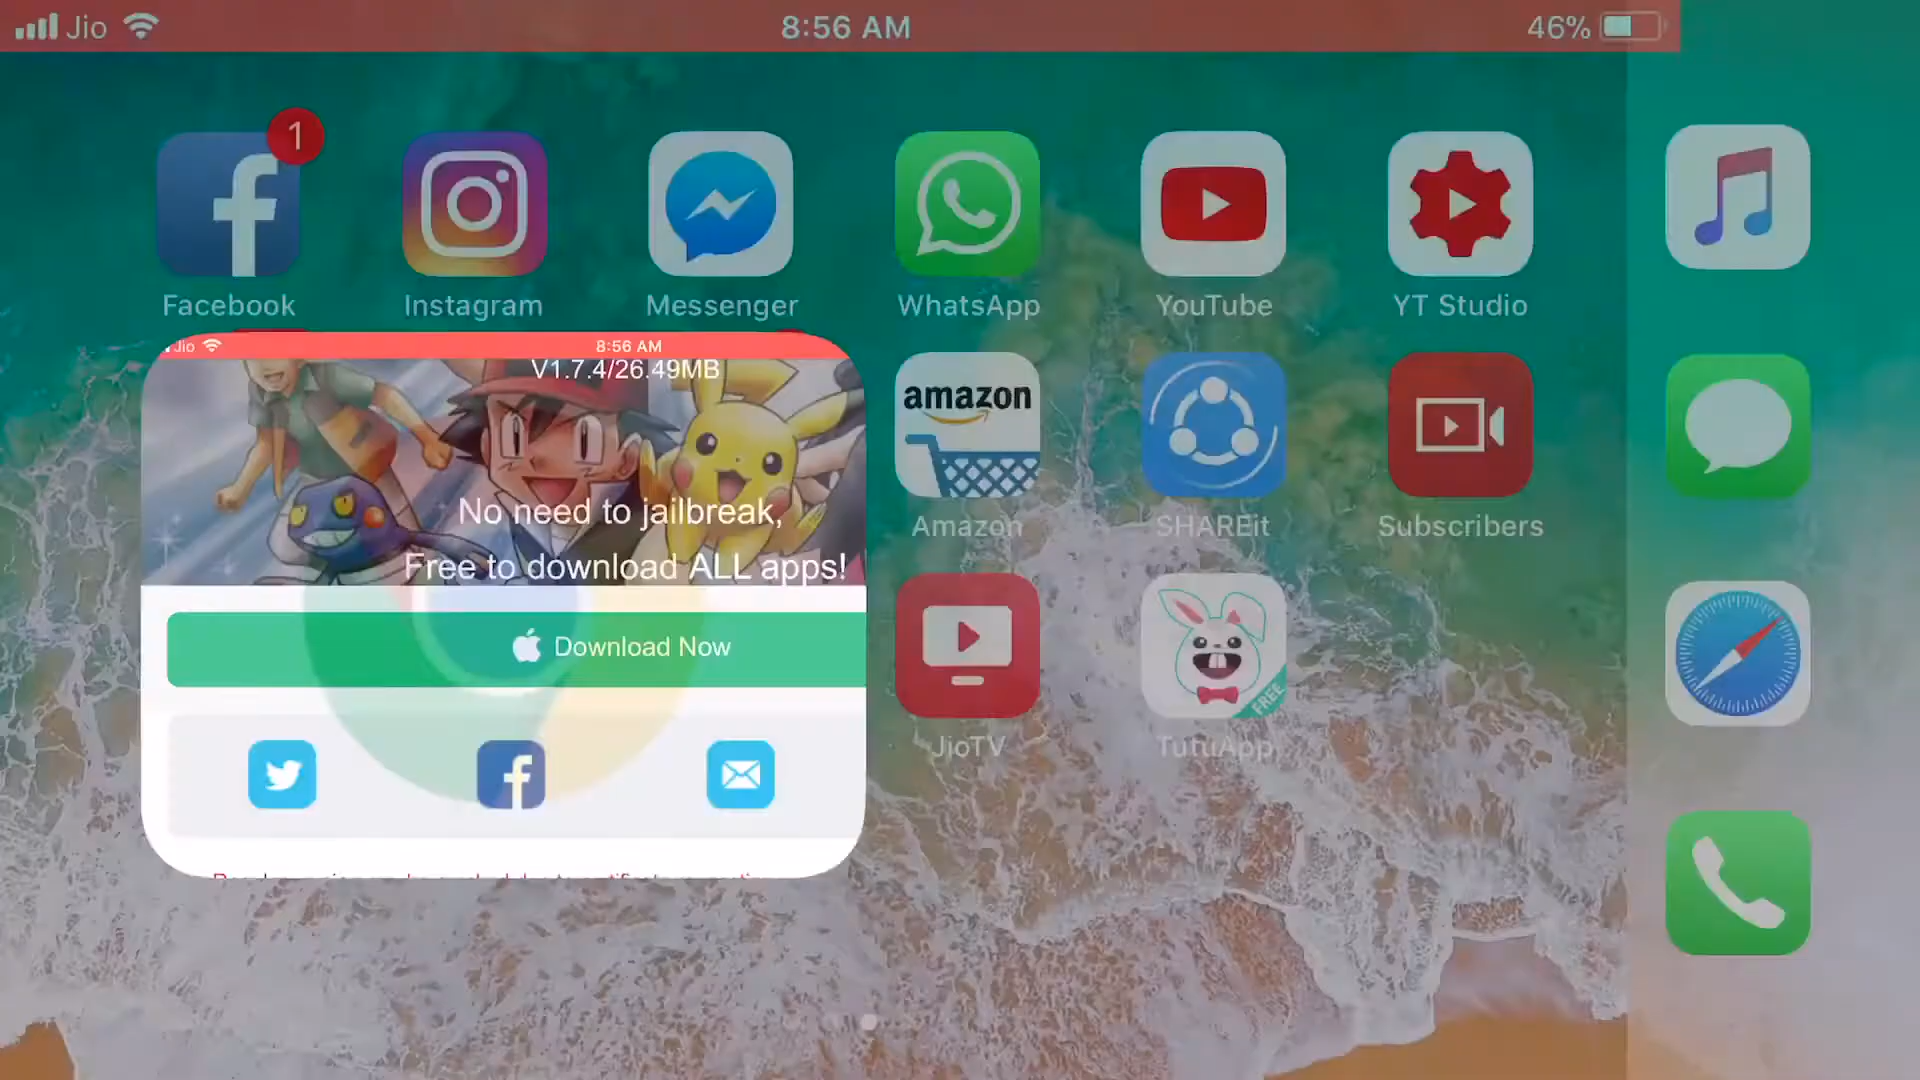 Jio 8:56 AM 46%
1
Facebook Instagram Messenger WhatsApp YouTube YT Studio
Jio 8:56 AM
V1.7.4/26.49MB
No need to jailbreak,
Free to download ALL apps!
Download Now
amazon
Amazon SHAREit Subscribers
FREE
JioTV TutuApp